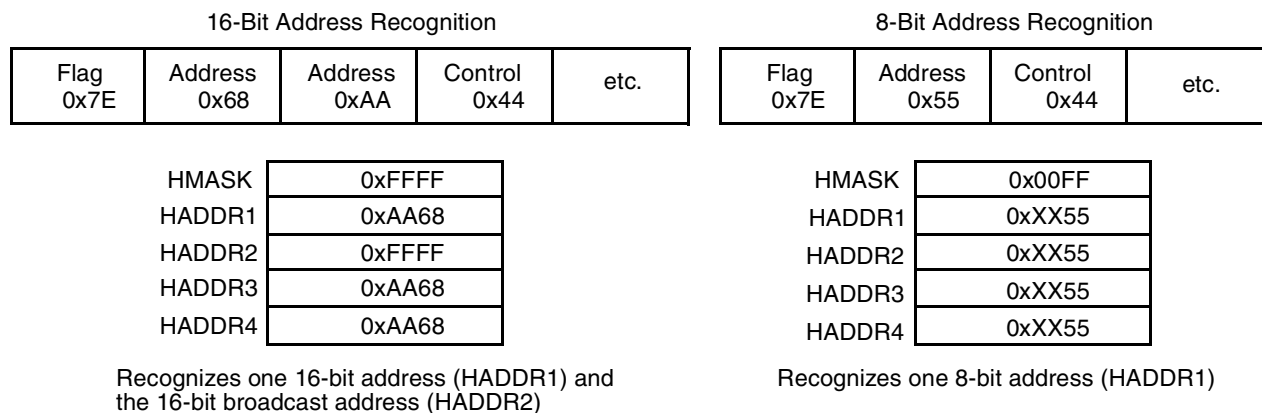 16-Bit Address Recognition
Flag Address Address Control etc.
0x7E 0x68 0xAA 0x44
HMASK 0xFFFF
HADDR1 0xAA68
HADDR2 0xFFFF
HADDR3 0xAA68
HADDR4 0xAA68
Recognizes one 16-bit address (HADDR1) and
the 16-bit broadcast address (HADDR2)
8-Bit Address Recognition
Flag Address Control etc.
0x7E 0x55 0x44
HMASK 0x00FF
HADDR1 0xXX55
HADDR2 0xXX55
HADDR3 0xXX55
HADDR4 0xXX55
Recognizes one 8-bit address (HADDR1)